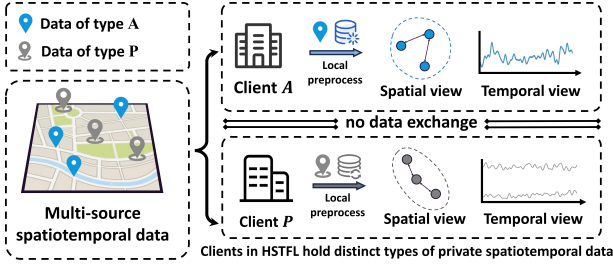 Data of type A
Data of type P
Multi-source
spatiotemporal data
Client A
Local
preprocess
Spatial view
Temporal view
no data exchange
Client P
Local
preprocess
Spatial view
Temporal view
Clients in HSTFL hold distinct types of private spatiotemporal data